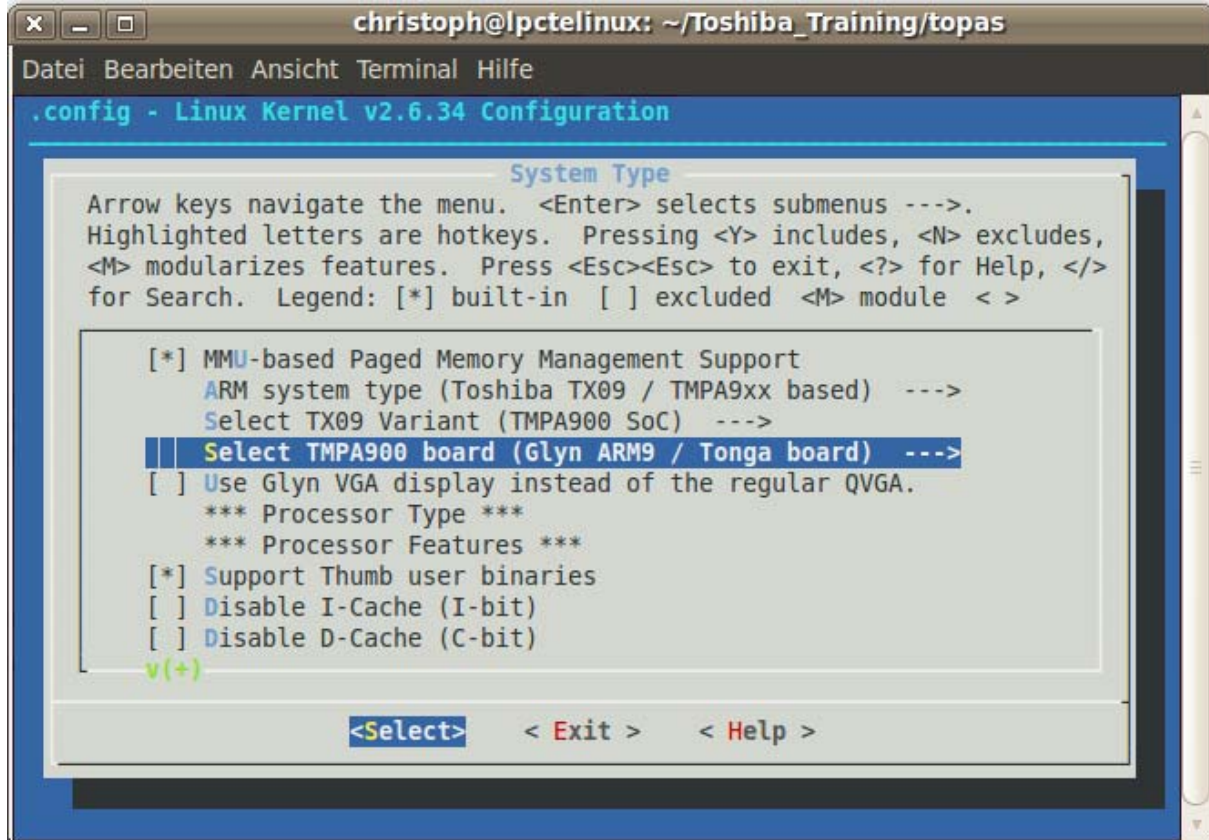 christoph@lpctelinux: ~/Toshiba_Training/topas
Datei Bearbeiten Ansicht Terminal Hilfe
.config - Linux Kernel v2.6.34 Configuration
System Type
Arrow keys navigate the menu.  <Enter> selects submenus --->.
Highlighted letters are hotkeys.  Pressing <Y> includes, <N> excludes,
<M> modularizes features.  Press <Esc><Esc> to exit, <?> for Help, </>
for Search.  Legend: [*] built-in  [ ] excluded  <M> module  < >
[*] MMU-based Paged Memory Management Support
ARM system type (Toshiba TX09 / TMPA9xx based)  --->
Select TX09 Variant (TMPA900 SoC)  --->
Select TMPA900 board (Glyn ARM9 / Tonga board)  --->
[ ] Use Glyn VGA display instead of the regular QVGA.
*** Processor Type ***
*** Processor Features ***
[*] Support Thumb user binaries
[ ] Disable I-Cache (I-bit)
[ ] Disable D-Cache (C-bit)
v(+)
<Select>    < Exit >    < Help >